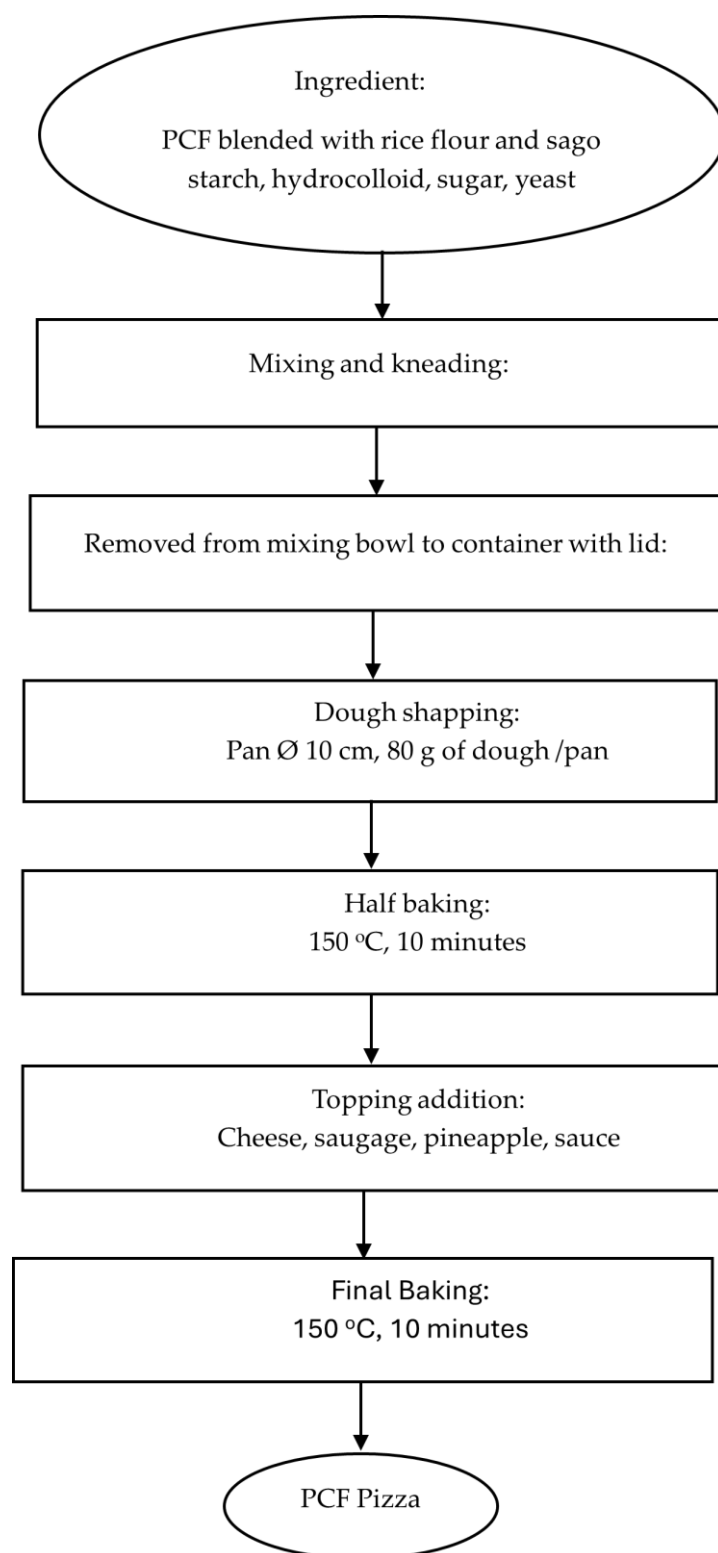 Ingredient:
PCF blended with rice flour and sago
starch, hydrocolloid, sugar, yeast
Mixing and kneading:
Removed from mixing bowl to container with lid:
Dough shapping:
Pan Ø 10 cm, 80 g of dough /pan
Half baking:
150 ºC, 10 minutes
Topping addition:
Cheese, saugage, pineapple, sauce
Final Baking:
150 ºC, 10 minutes
PCF Pizza